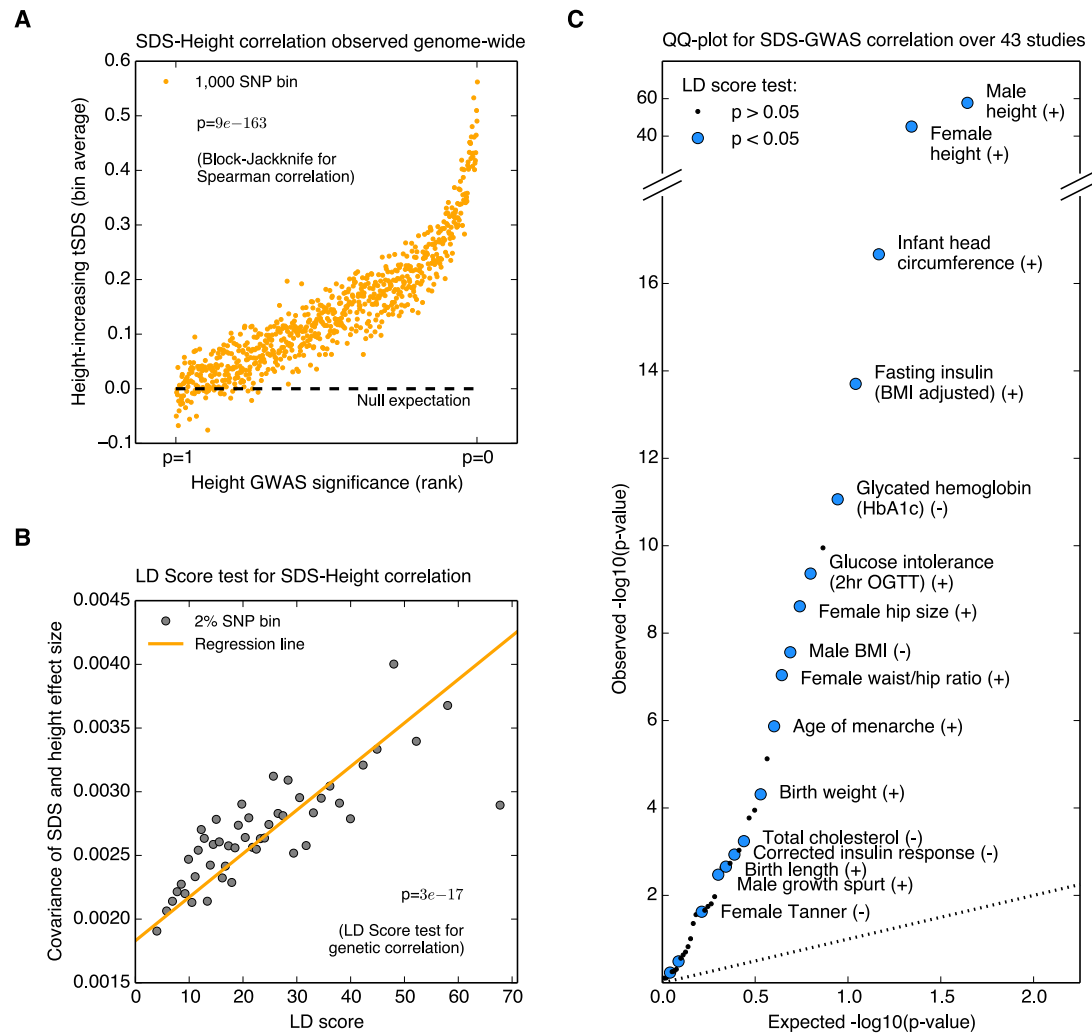 A
SDS-Height correlation observed genome-wide
0.6
0.5
0.4
0.3
0.2
0.1
0.0
−0.1
Height-increasing tSDS (bin average)
1,000 SNP bin
p=9e−163
(Block-Jackknife for
Spearman correlation)
Null expectation
p=1
p=0
Height GWAS significance (rank)
B
LD Score test for SDS-Height correlation
0.0045
0.0040
0.0035
0.0030
0.0025
0.0020
0.0015
Covariance of SDS and height effect size
2% SNP bin
Regression line
p=3e−17
(LD Score test for
genetic correlation)
0 10 20 30 40 50 60 70
LD score
C
QQ-plot for SDS-GWAS correlation over 43 studies
60
40
16
14
12
10
8
6
4
2
Observed -log10(p-value)
LD score test:
p > 0.05
p < 0.05
Male
height (+)
Female
height (+)
Infant head
circumference (+)
Fasting insulin
(BMI adjusted) (+)
Glycated hemoglobin
(HbA1c) (-)
Glucose intolerance
(2hr OGTT) (+)
Female hip size (+)
Male BMI (-)
Female waist/hip ratio (+)
Age of menarche (+)
Birth weight (+)
Total cholesterol (-)
Corrected insulin response (-)
Birth length (+)
Male growth spurt (+)
Female Tanner (-)
0.0 0.5 1.0 1.5 2.0
Expected -log10(p-value)